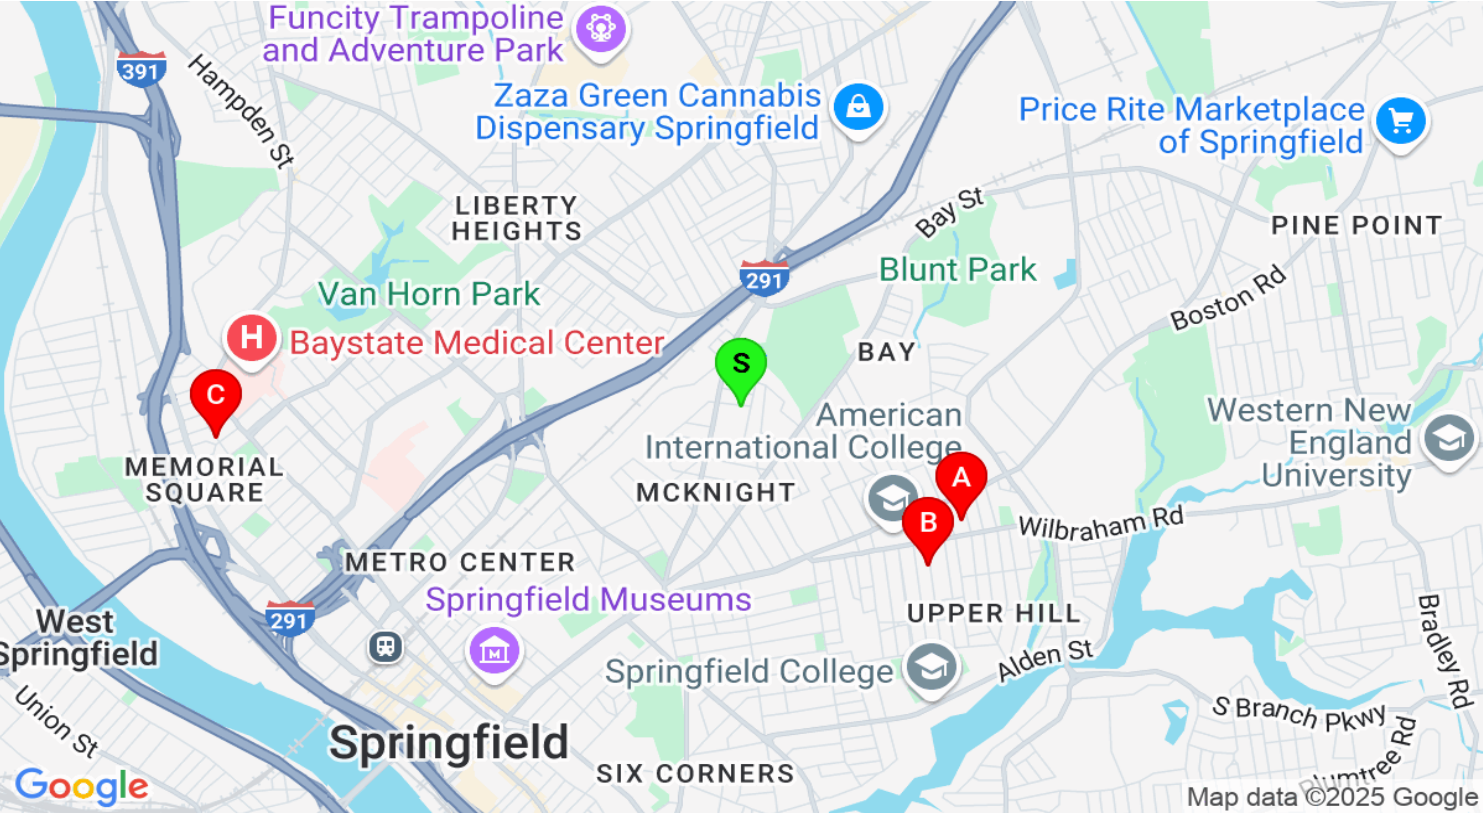 Funcity Trampoline
and Adventure Park
391
Hampden St
Zaza Green Cannabis
Dispensary Springfield
Price Rite Marketplace
of Springfield
LIBERTY
HEIGHTS
Bay St
PINE POINT
291
Blunt Park
Van Horn Park
Boston Rd
H
Baystate Medical Center
S
BAY
C
American
International College
Western New
England
University
MEMORIAL
SQUARE
MCKNIGHT
A
B
Wilbraham Rd
METRO CENTER
Springfield Museums
291
West
Springfield
UPPER HILL
Bradley Rd
Springfield College
Alden St
Union St
S Branch Pkwy
Springfield
SIX CORNERS
Plumtree Rd
Google
Map data ©2025 Google